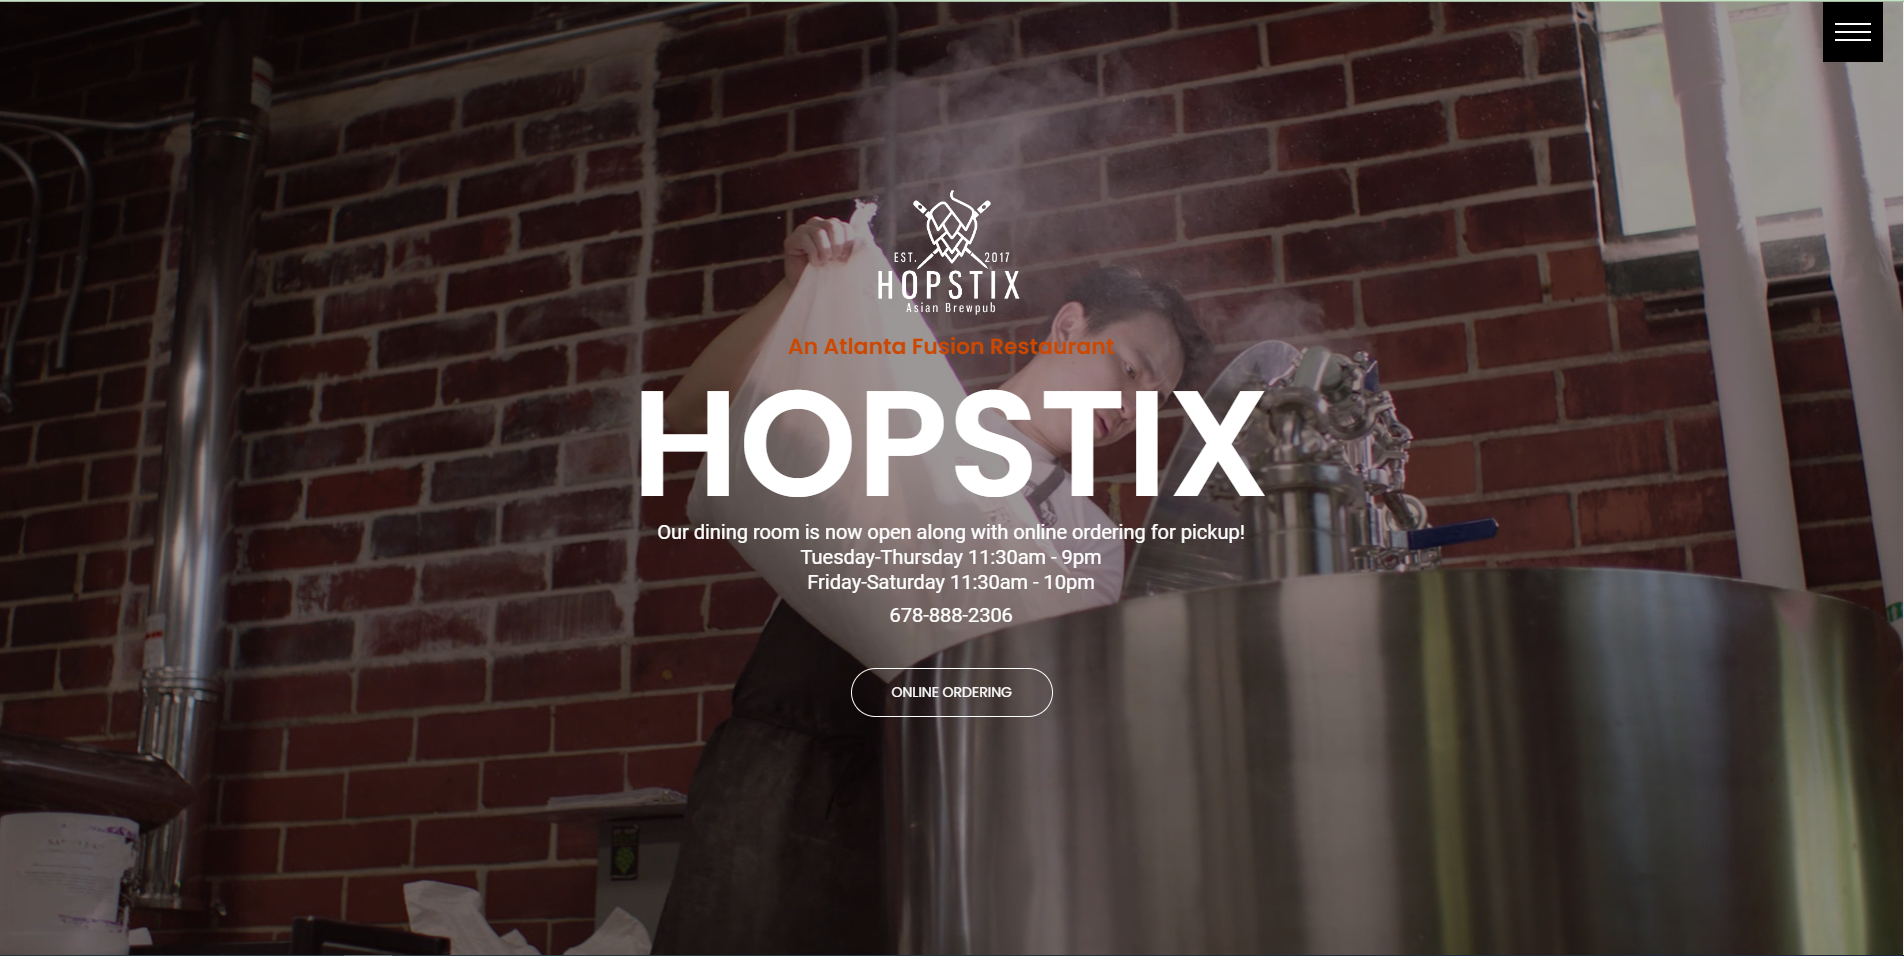 EST. 2017
HOPSTIX
Asian Brewpub
An Atlanta Fusion Restaurant
HOPSTIX
Our dining room is now open along with online ordering for pickup!
Tuesday-Thursday 11:30am - 9pm
Friday-Saturday 11:30am - 10pm
678-888-2306
ONLINE ORDERING